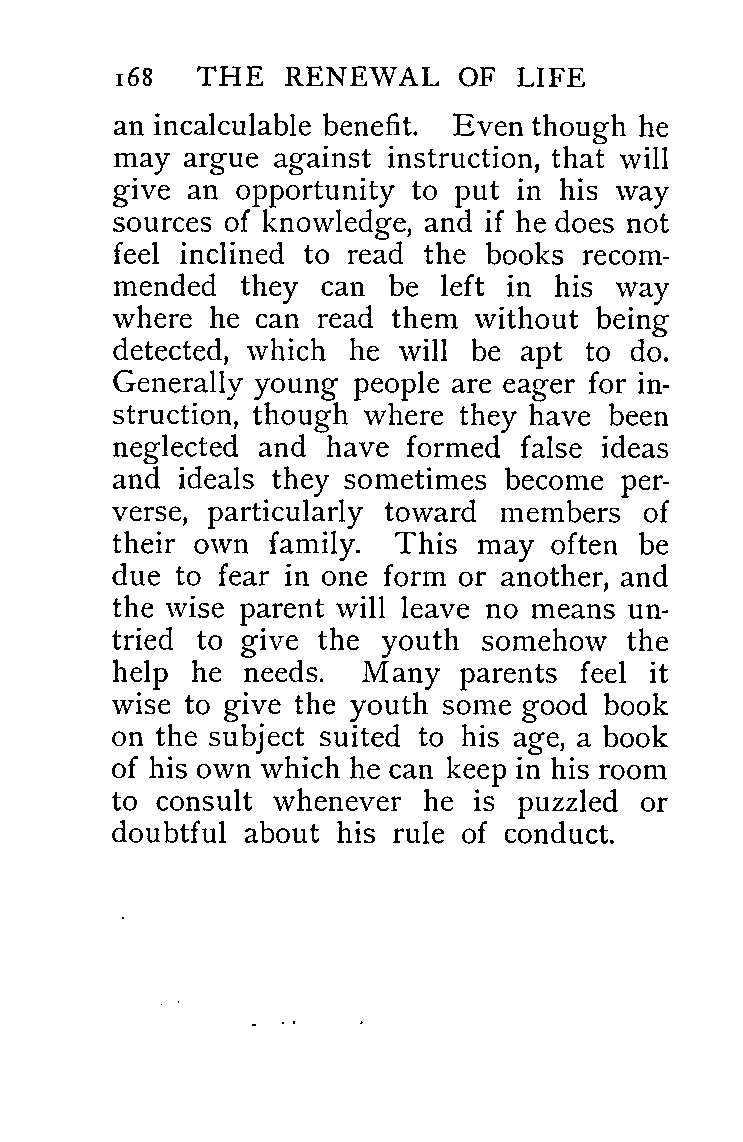 168 THE RENEWAL OF LIFE
an incalculable benefit. Even though he
may argue against instruction, that will
give an opportunity to put in his way
sources of knowledge, and if he does not
feel inclined to read the books recom-
mended they can be left in his way
where he can read them without being
detected, which he will be apt to do.
Generally young people are eager for in-
struction, though where they have been
neglected and have formed false ideas
and ideals they sometimes become per-
verse, particularly toward members of
their own family. This may often be
due to fear in one form or another, and
the wise parent will leave no means un-
tried to give the youth somehow the
help he needs. Many parents feel it
wise to give the youth some good book
on the subject suited to his age, a book
of his own which he can keep in his room
to consult whenever he is puzzled or
doubtful about his rule of conduct.